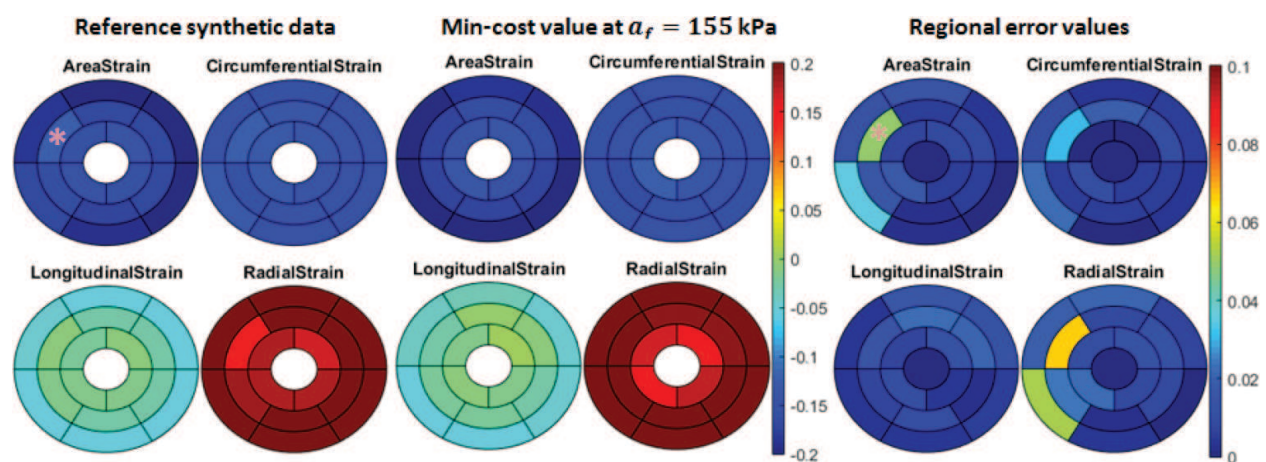 Reference synthetic data
Min-cost value at a_f = 155 kPa
Regional error values
AreaStrain
CircumferentialStrain
AreaStrain
CircumferentialStrain
AreaStrain
CircumferentialStrain
*
*
LongitudinalStrain
RadialStrain
LongitudinalStrain
RadialStrain
LongitudinalStrain
RadialStrain
0.2
0.15
0.1
0.05
0
-0.05
-0.1
-0.15
-0.2
0.1
0.08
0.06
0.04
0.02
0